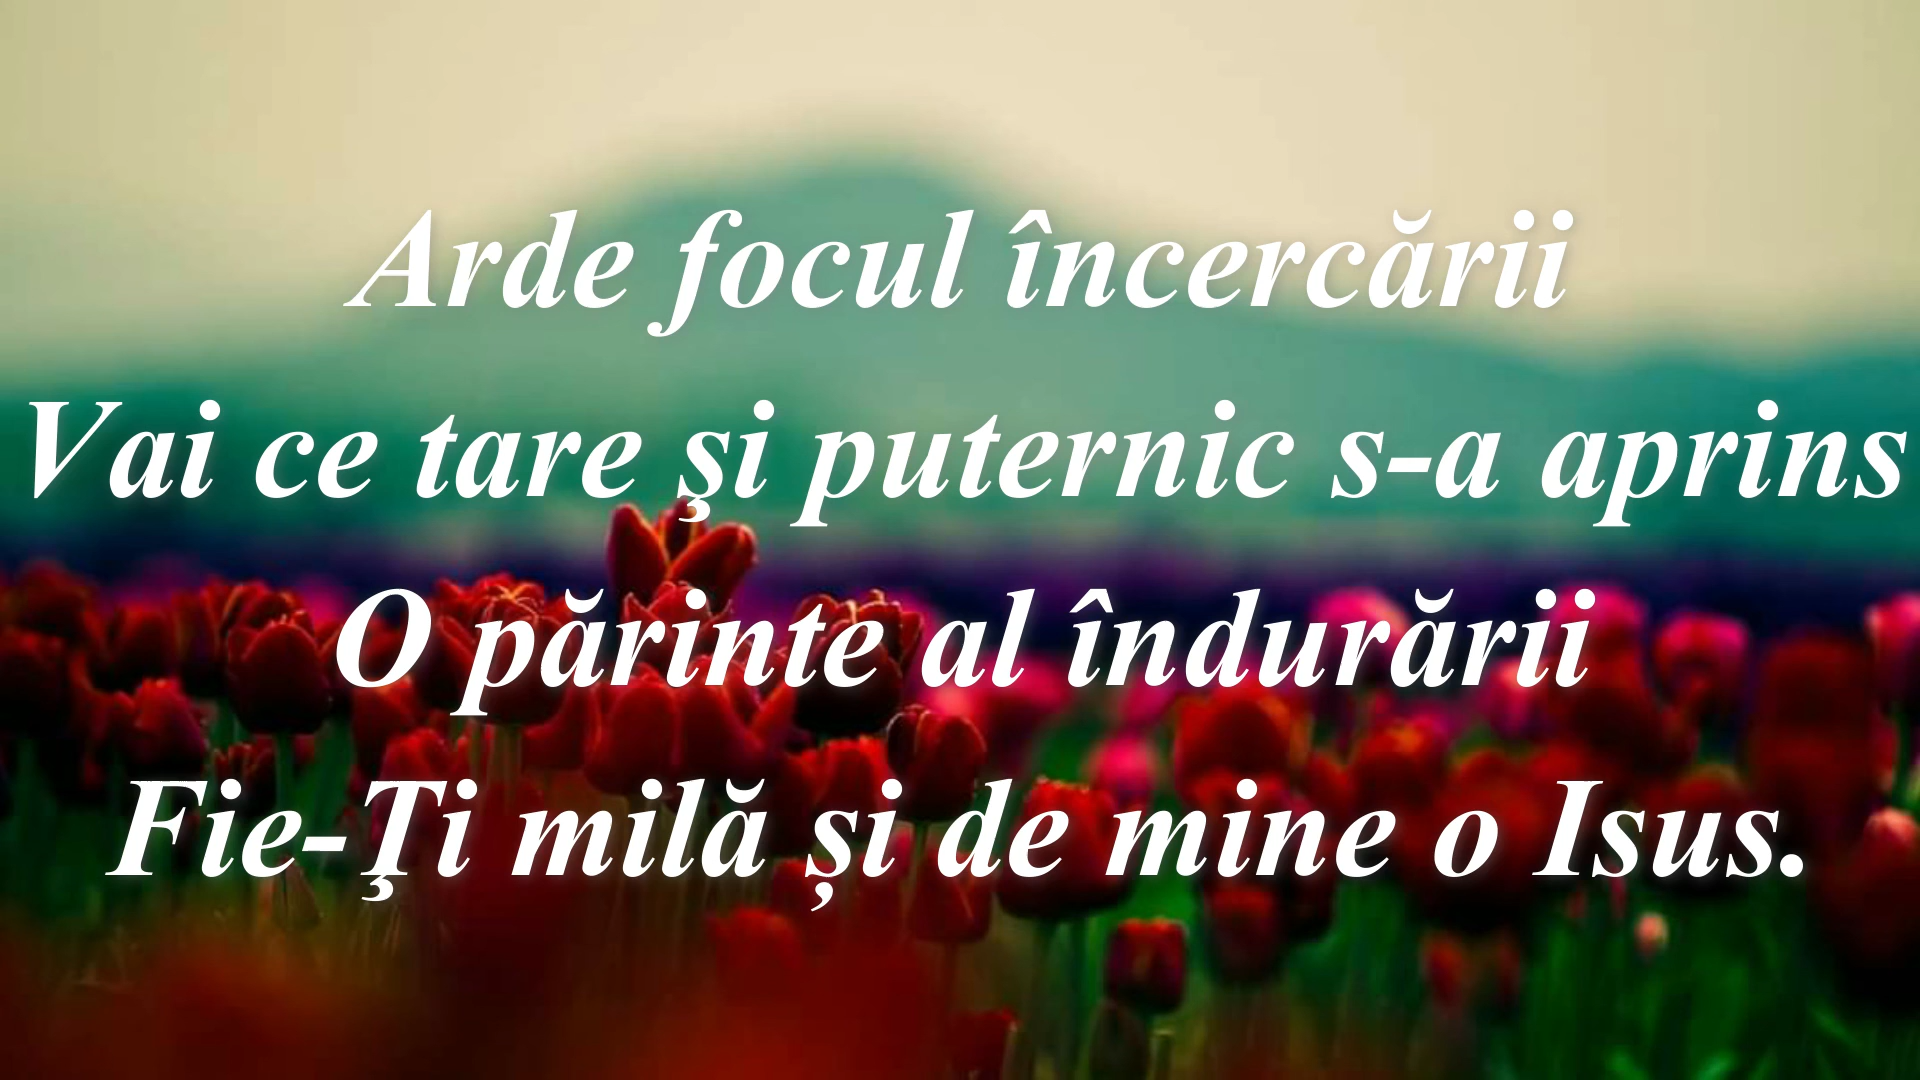 Arde focul încercării
Vai ce tare şi puternic s-a aprins
O părinte al îndurării
Fie-Ţi milă și de mine o Isus.